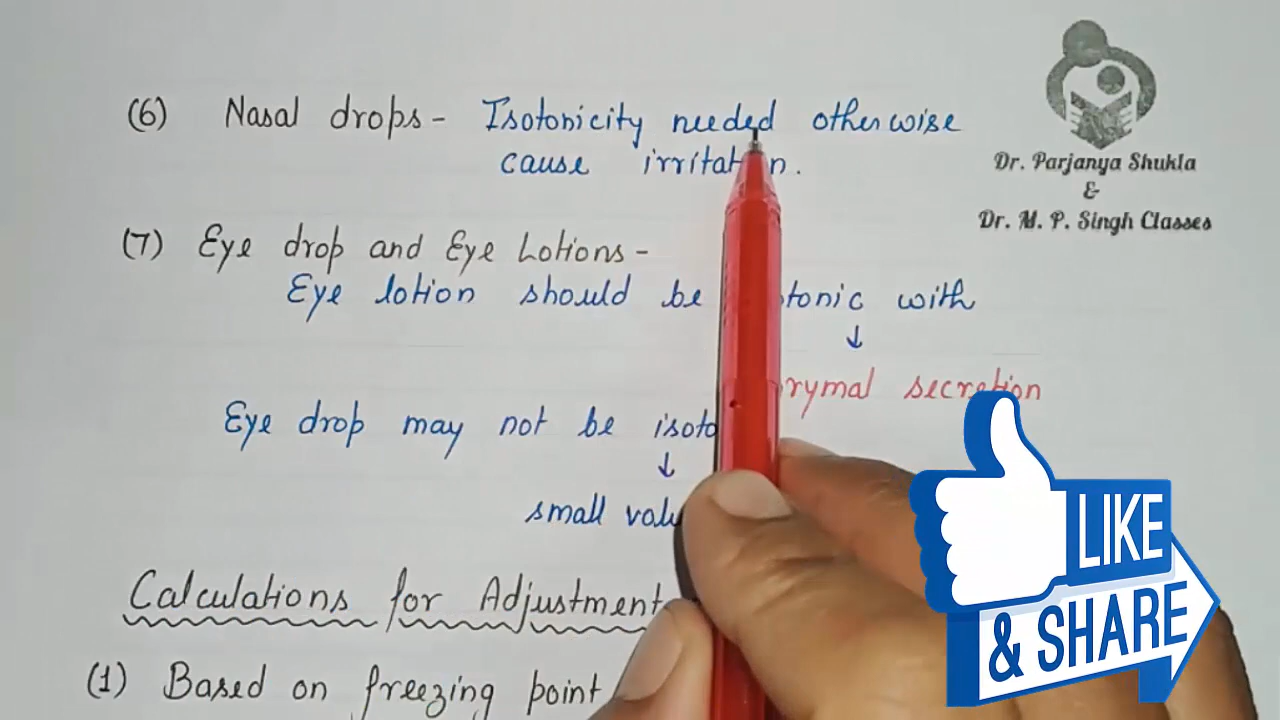 (6) Nasal drops - Isotonicity needed otherwise
cause irritation.
Dr. Parjanya Shukla
&
Dr. M. P. Singh Classes
(7) Eye drop and Eye Lotions -
Eye lotion should be with
↓
secretion
Eye drop may not be
↓
small
Calculations for Adjustment
(1) Based on freezing point
LIKE
& SHARE